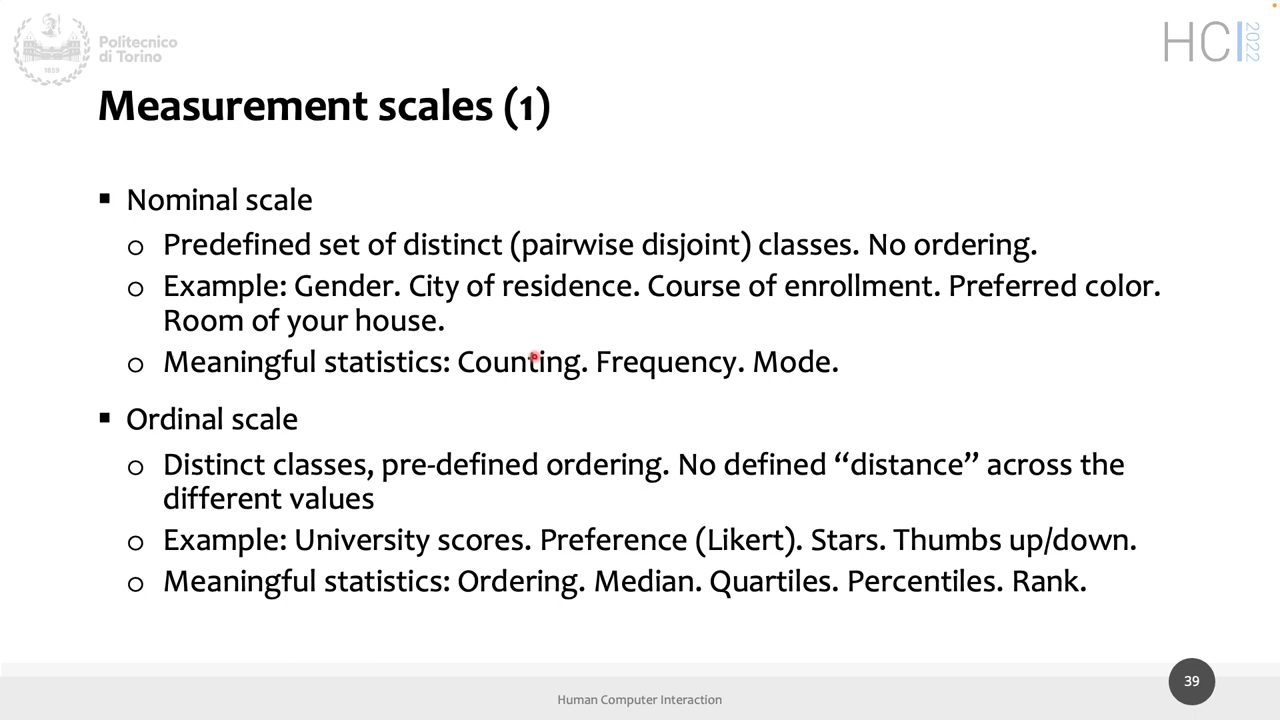 Politecnico
di Torino
1859
HCI 2022
Measurement scales (1)
▪ Nominal scale
o Predefined set of distinct (pairwise disjoint) classes. No ordering.
o Example: Gender. City of residence. Course of enrollment. Preferred color.
Room of your house.
o Meaningful statistics: Counting. Frequency. Mode.
▪ Ordinal scale
o Distinct classes, pre-defined ordering. No defined “distance” across the
different values
o Example: University scores. Preference (Likert). Stars. Thumbs up/down.
o Meaningful statistics: Ordering. Median. Quartiles. Percentiles. Rank.
Human Computer Interaction
39